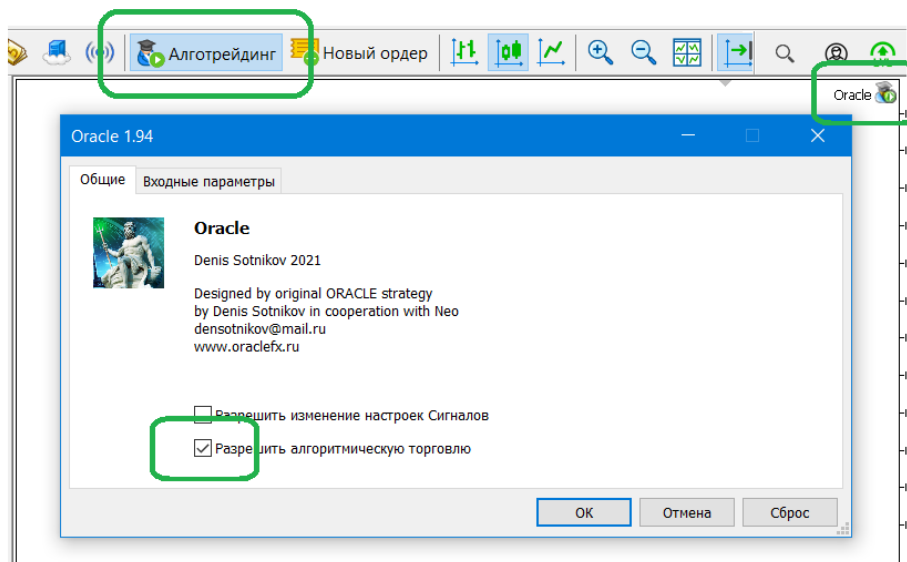 Алготрейдинг
Новый ордер
Oracle
Oracle 1.94
Общие
Входные параметры
Oracle
Denis Sotnikov 2021
Designed by original ORACLE strategy
by Denis Sotnikov in cooperation with Neo
densotnikov@mail.ru
www.oraclefx.ru
Разрешить изменение настроек Сигналов
Разрешить алгоритмическую торговлю
ОК
Отмена
Сброс